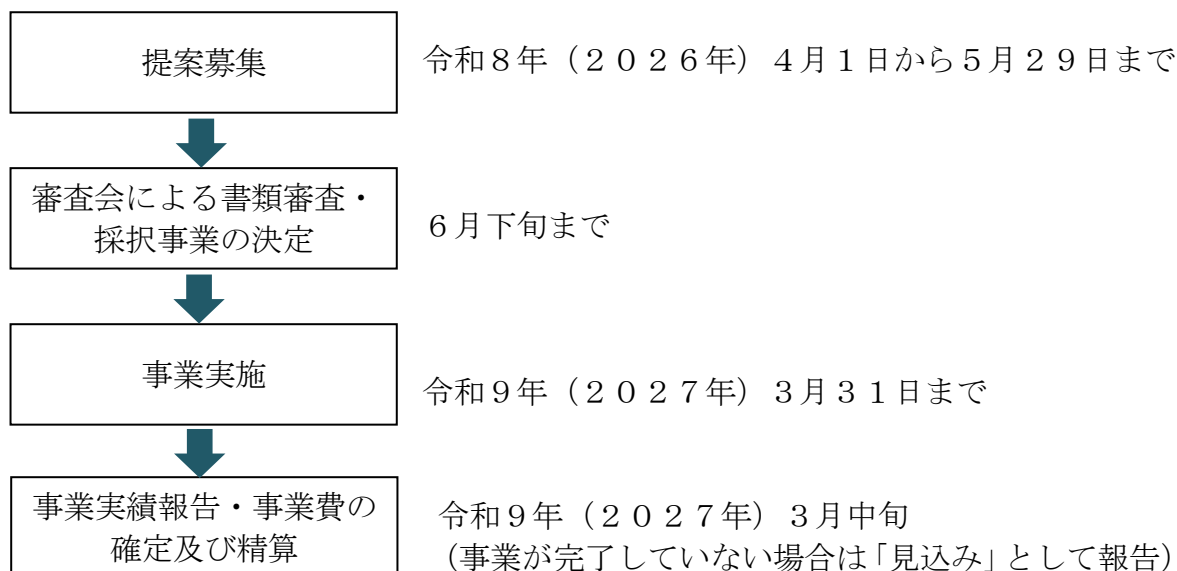 提案募集
令和８年（２０２６年）４月１日から５月２９日まで
審査会による書類審査・
採択事業の決定
６月下旬まで
事業実施
令和９年（２０２７年）３月３１日まで
事業実績報告・事業費の
確定及び精算
令和９年（２０２７年）３月中旬
（事業が完了していない場合は「見込み」として報告）